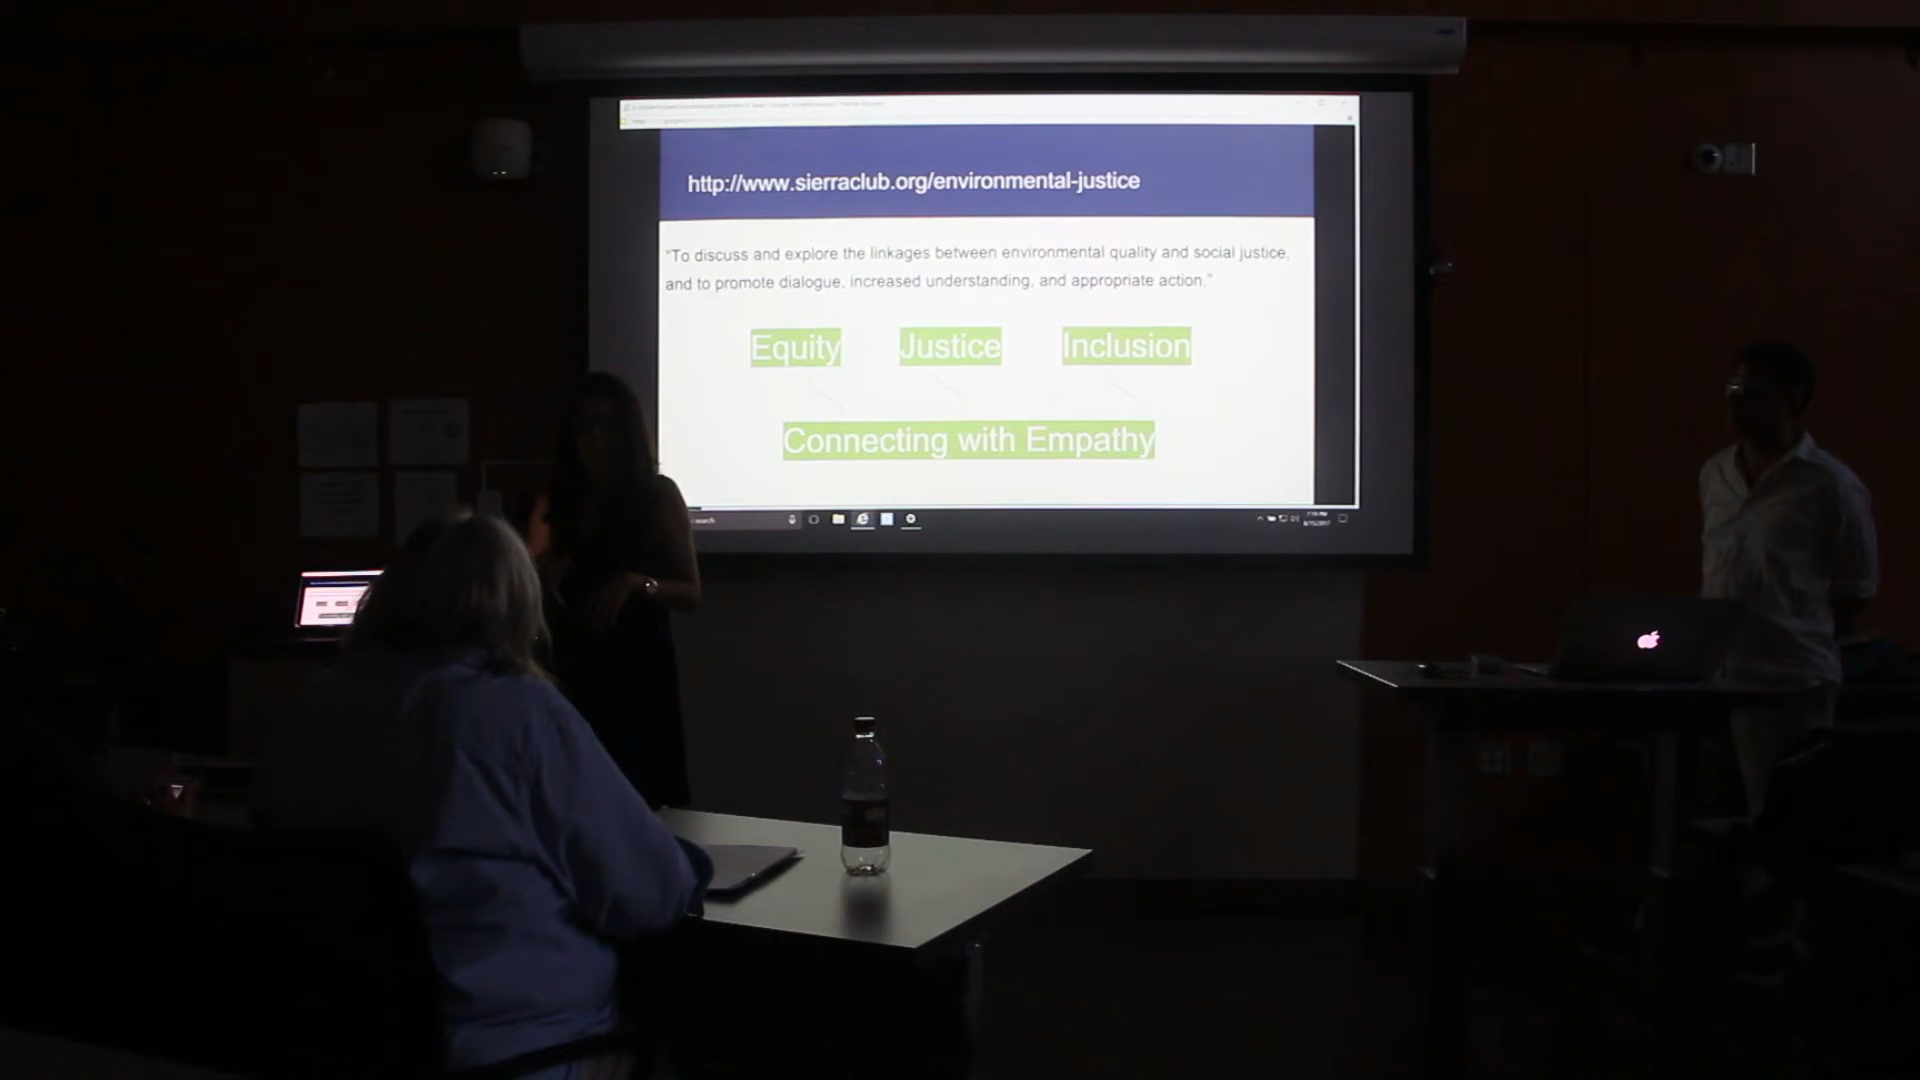 http://www.sierraclub.org/environmental-justice
"To discuss and explore the linkages between environmental quality and social justice,
and to promote dialogue, increased understanding, and appropriate action."
Equity Justice Inclusion
Connecting with Empathy
search